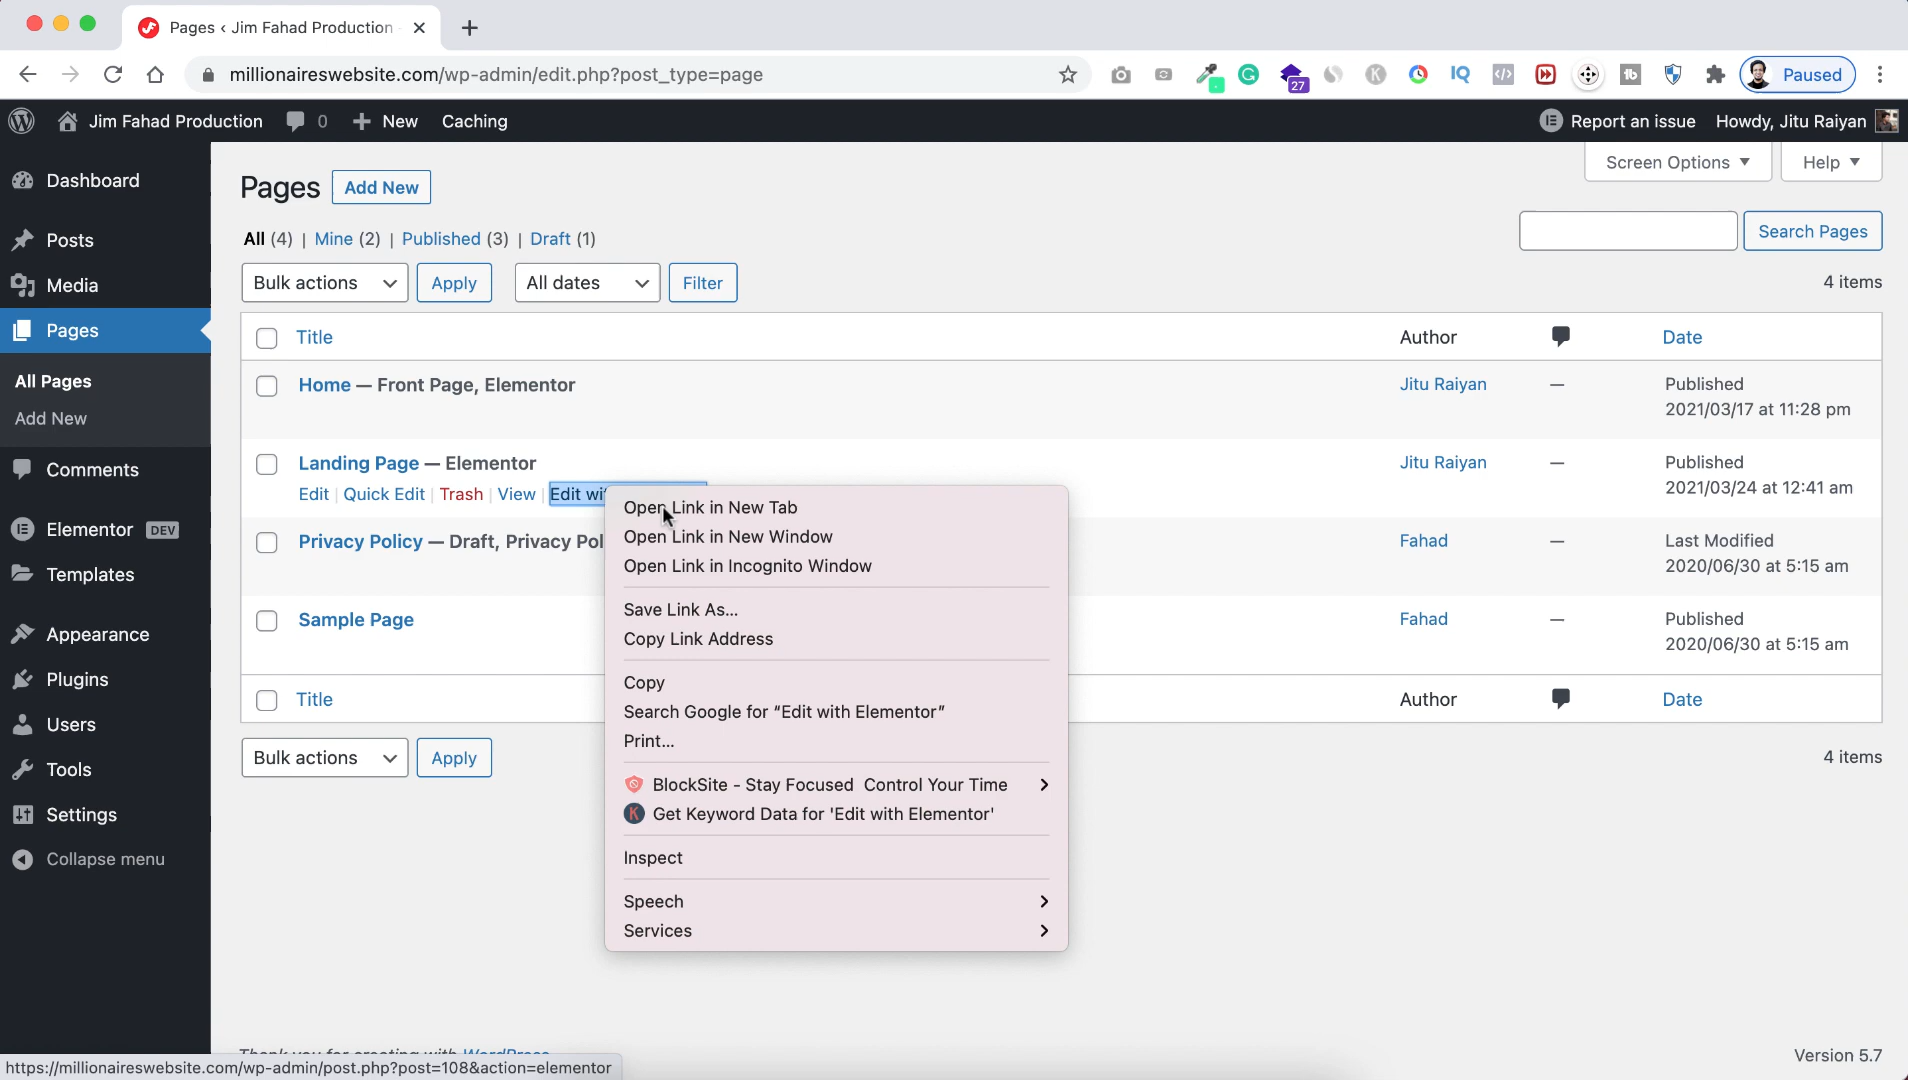 Pages ‹ Jim Fahad Production
millionaireswebsite.com/wp-admin/edit.php?post_type=page
27
IQ
tb
Paused
Jim Fahad Production
0
New
Caching
Report an issue
Howdy, Jitu Raiyan
Dashboard
Posts
Media
Pages
All Pages
Add New
Comments
Elementor DEV
Templates
Appearance
Plugins
Users
Tools
Settings
Collapse menu
Screen Options
Help
Pages
Add New
All (4) | Mine (2) | Published (3) | Draft (1)
Search Pages
Bulk actions
Apply
All dates
Filter
4 items
Title
Author
Date
Home — Front Page, Elementor
Jitu Raiyan
—
Published
2021/03/17 at 11:28 pm
Landing Page — Elementor
Edit | Quick Edit | Trash | View | Edit wi
Jitu Raiyan
—
Published
2021/03/24 at 12:41 am
Privacy Policy — Draft, Privacy Pol
Fahad
—
Last Modified
2020/06/30 at 5:15 am
Sample Page
Fahad
—
Published
2020/06/30 at 5:15 am
Title
Author
Date
Bulk actions
Apply
4 items
Open Link in New Tab
Open Link in New Window
Open Link in Incognito Window
Save Link As...
Copy Link Address
Copy
Search Google for “Edit with Elementor”
Print...
BlockSite - Stay Focused Control Your Time
Get Keyword Data for 'Edit with Elementor'
Inspect
Speech
Services
Thank you for creating with WordPress
Version 5.7
https://millionaireswebsite.com/wp-admin/post.php?post=108&action=elementor